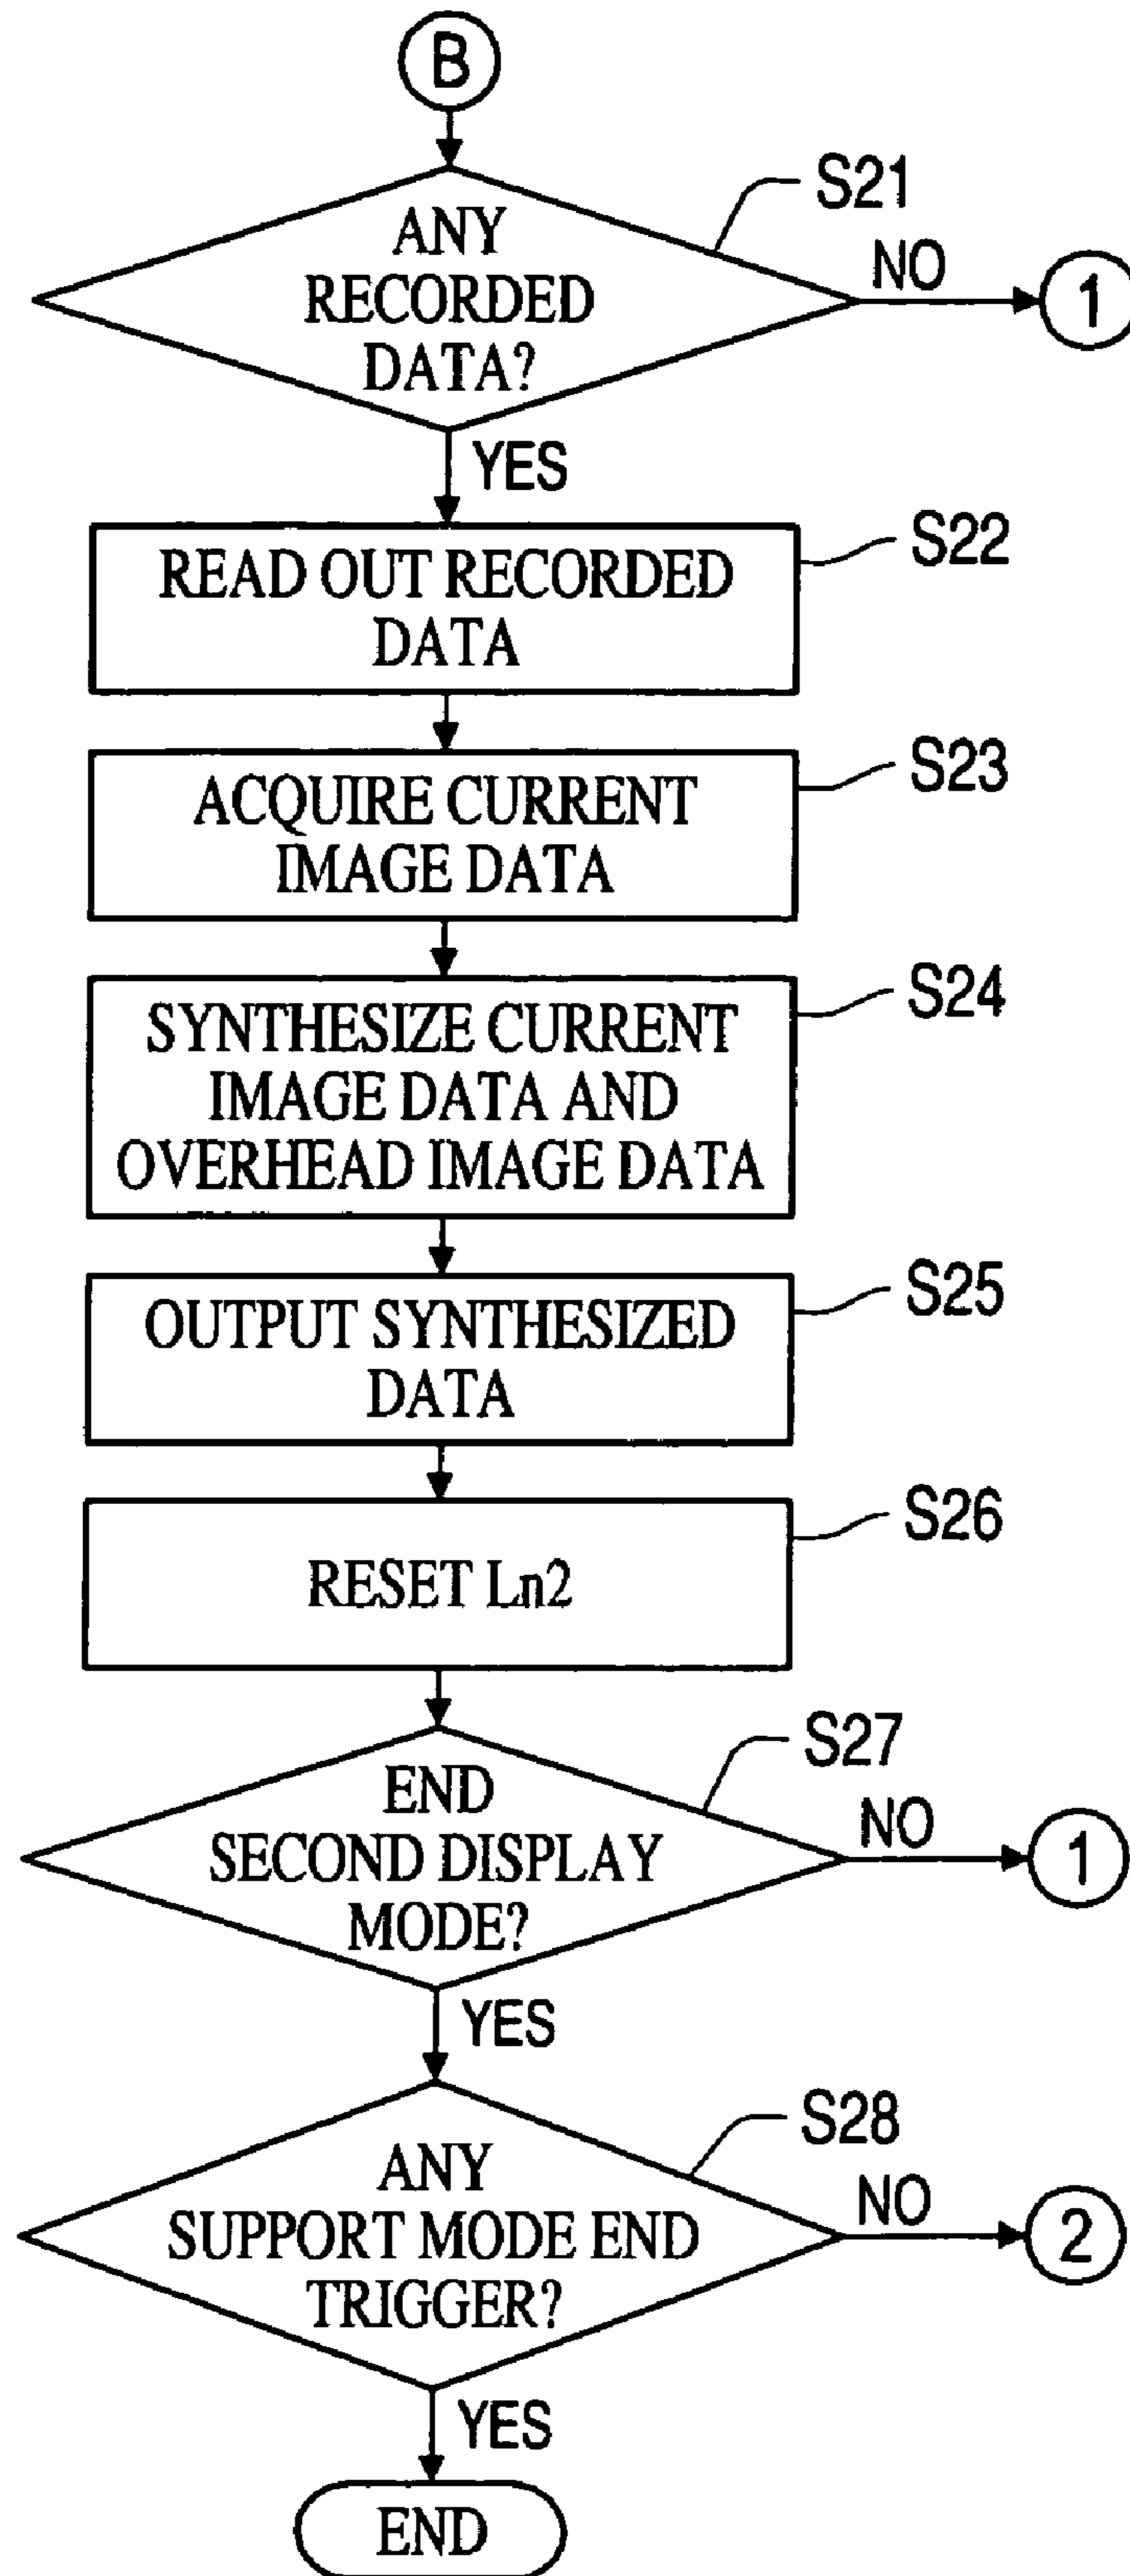 B
S21
ANY
RECORDED
DATA?
NO
1
YES
S22
READ OUT RECORDED
DATA
S23
ACQUIRE CURRENT
IMAGE DATA
S24
SYNTHESIZE CURRENT
IMAGE DATA AND
OVERHEAD IMAGE DATA
S25
OUTPUT SYNTHESIZED
DATA
S26
RESET Ln2
S27
END
SECOND DISPLAY
MODE?
NO
1
YES
S28
ANY
SUPPORT MODE END
TRIGGER?
NO
2
YES
END